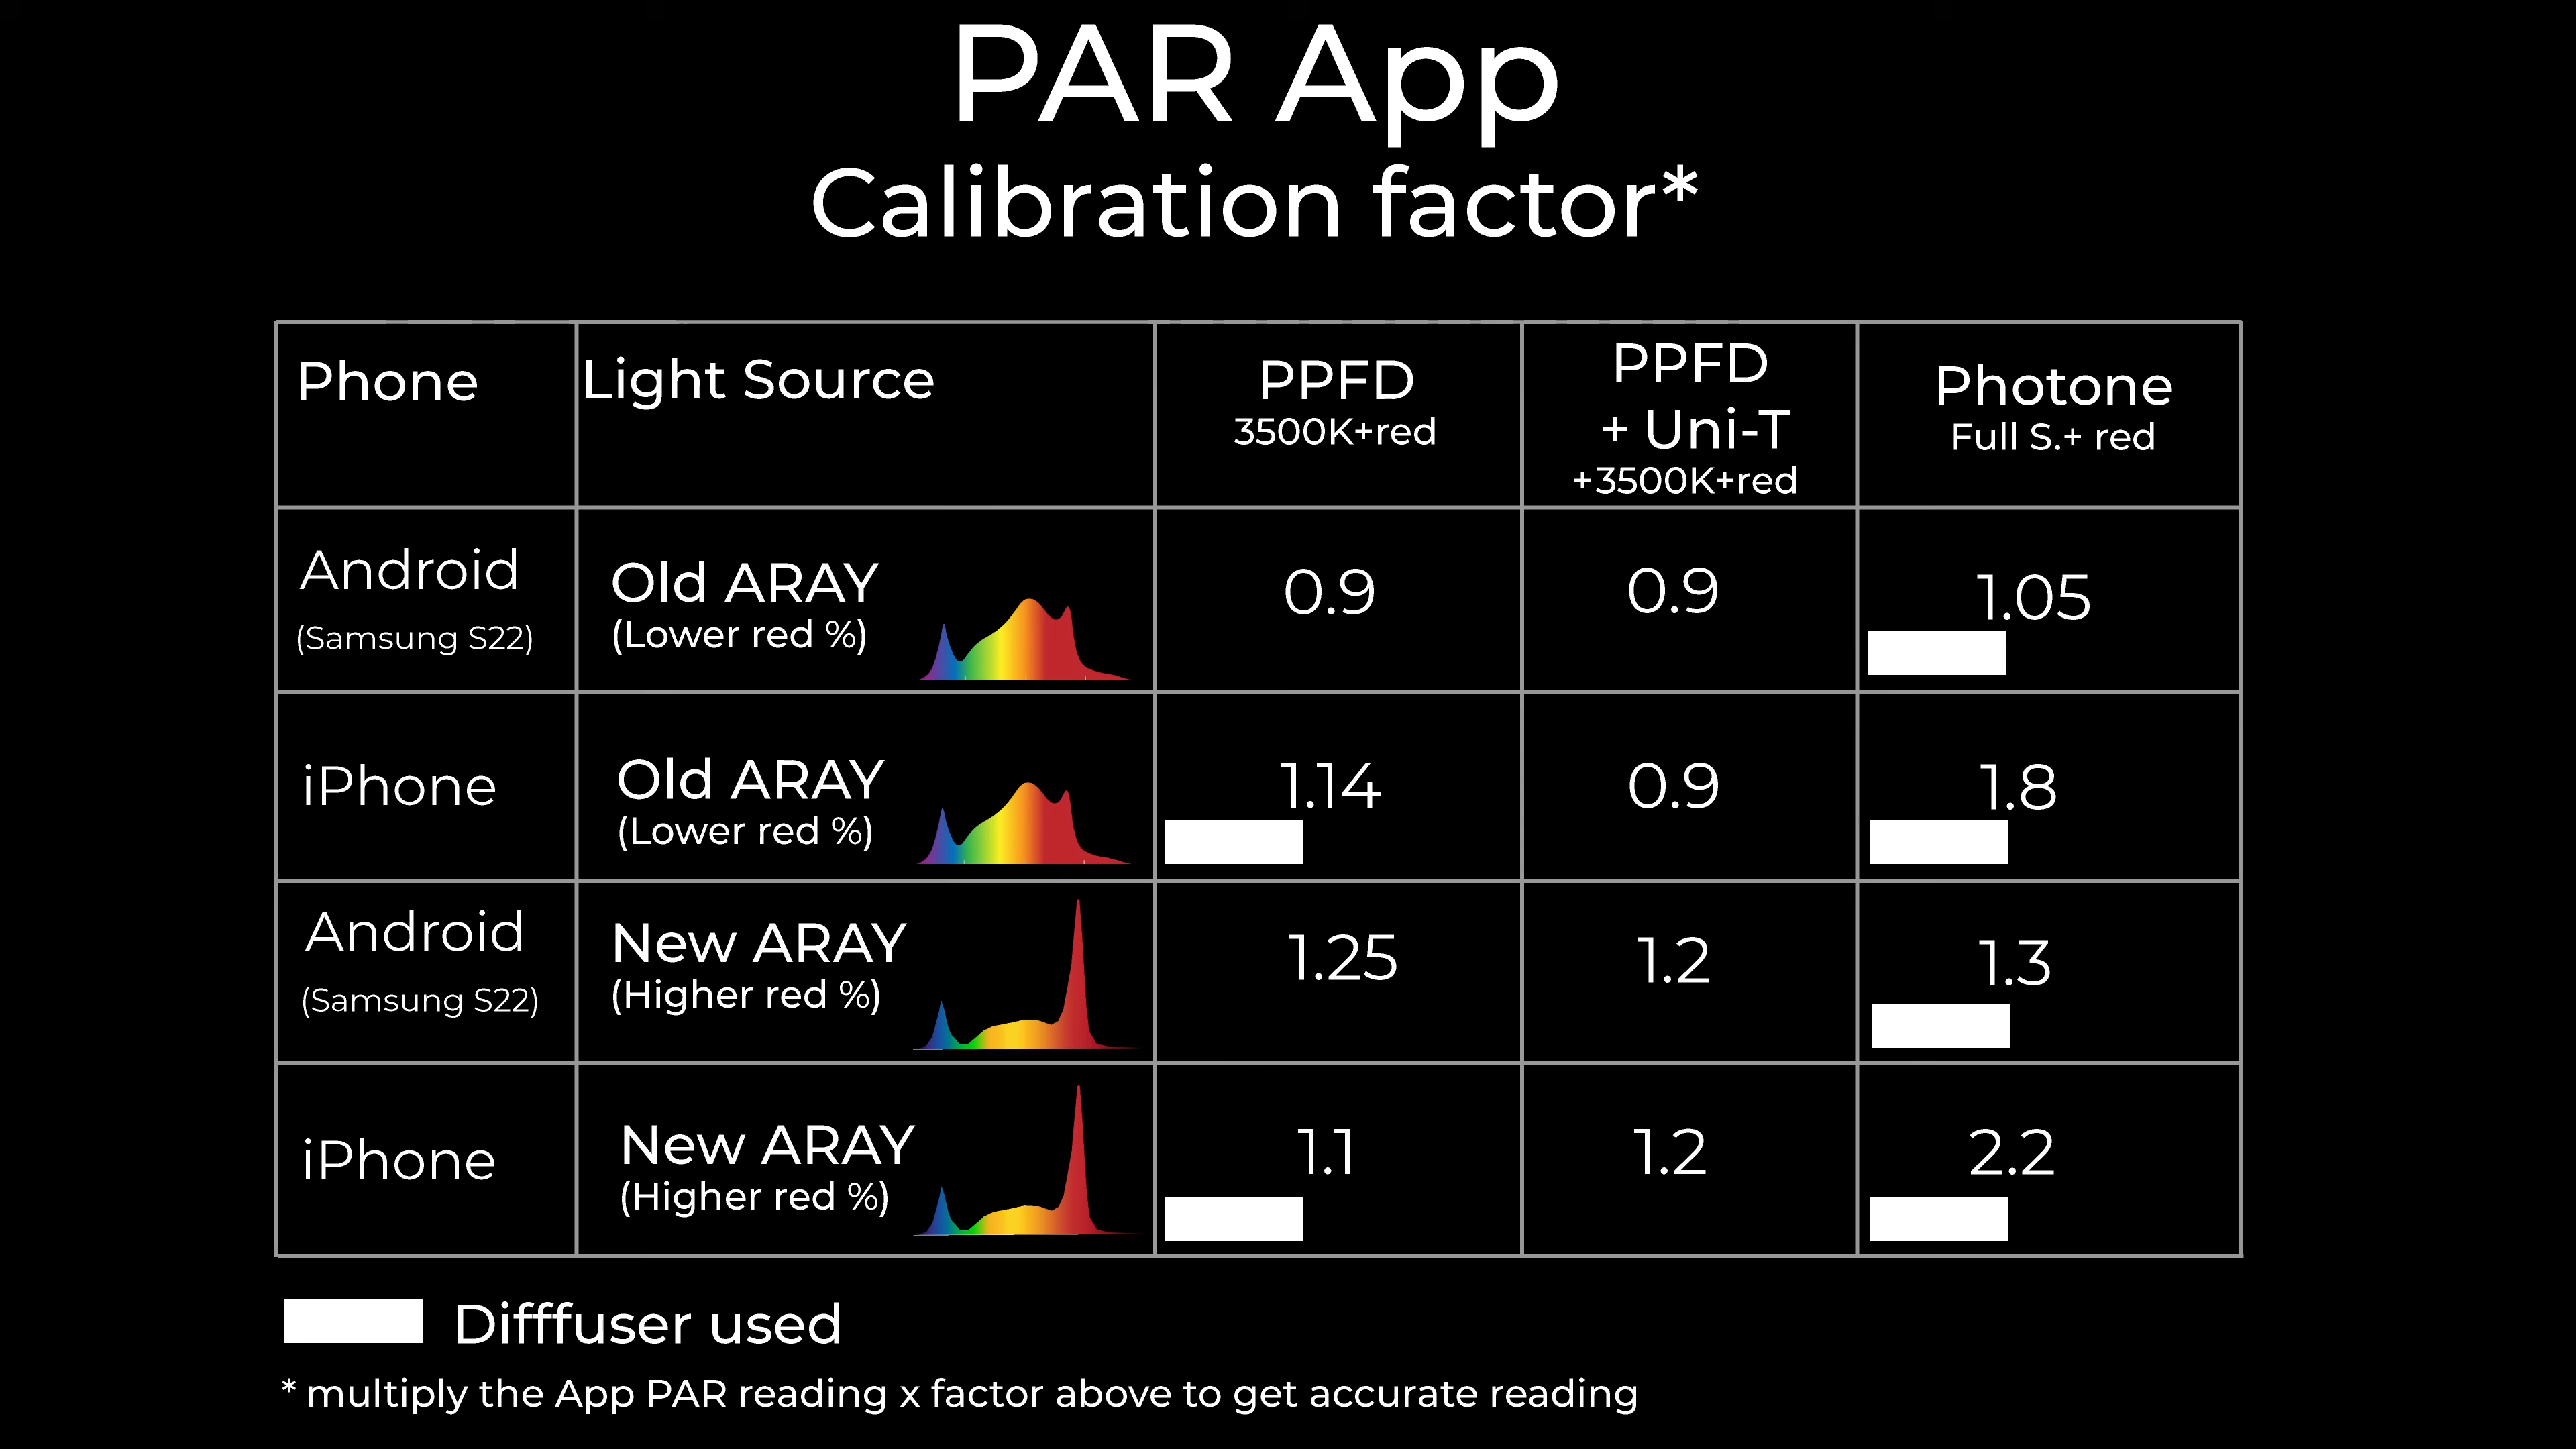 PAR App
Calibration factor*
Phone
Light Source
PPFD
3500K+red
PPFD
+ Uni-T
+3500K+red
Photone
Full S.+ red
Android
(Samsung S22)
Old ARAY
(Lower red %)
0.9
0.9
1.05
iPhone
Old ARAY
(Lower red %)
1.14
0.9
1.8
Android
(Samsung S22)
New ARAY
(Higher red %)
1.25
1.2
1.3
iPhone
New ARAY
(Higher red %)
1.1
1.2
2.2
Difffuser used
* multiply the App PAR reading x factor above to get accurate reading